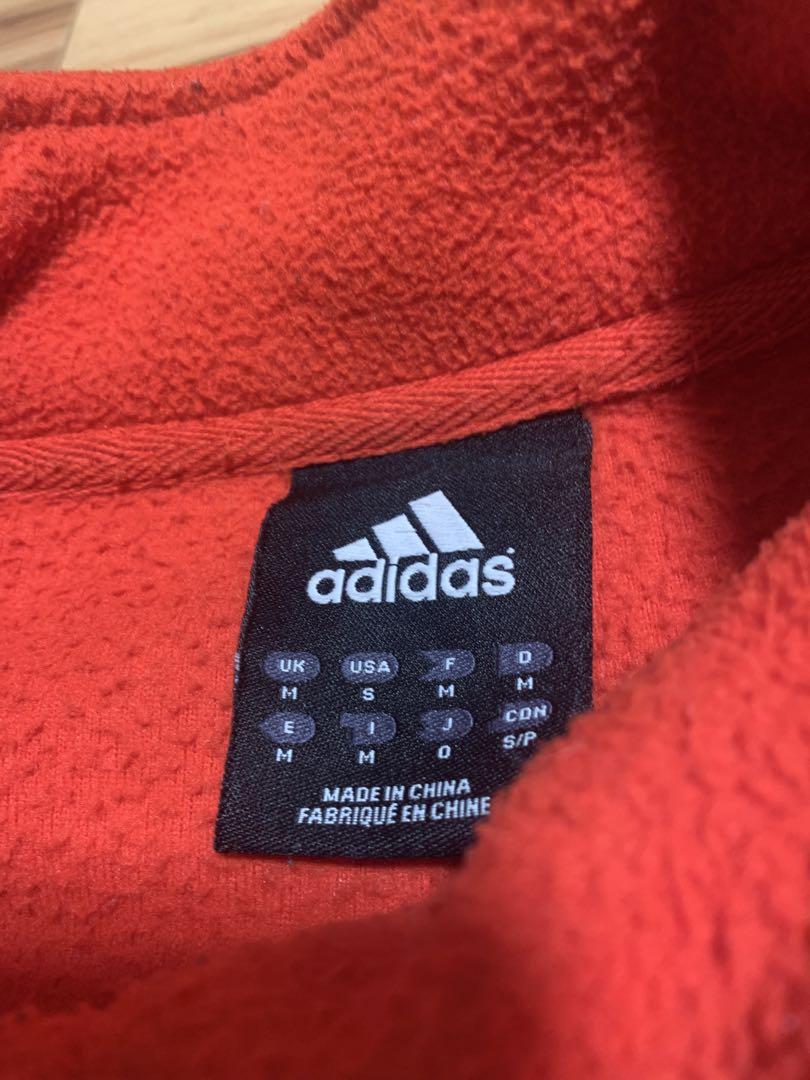 adidas
UK USA F D
M S M M
E I J CDN
M M O S/P
MADE IN CHINA
FABRIQUÉ EN CHINE